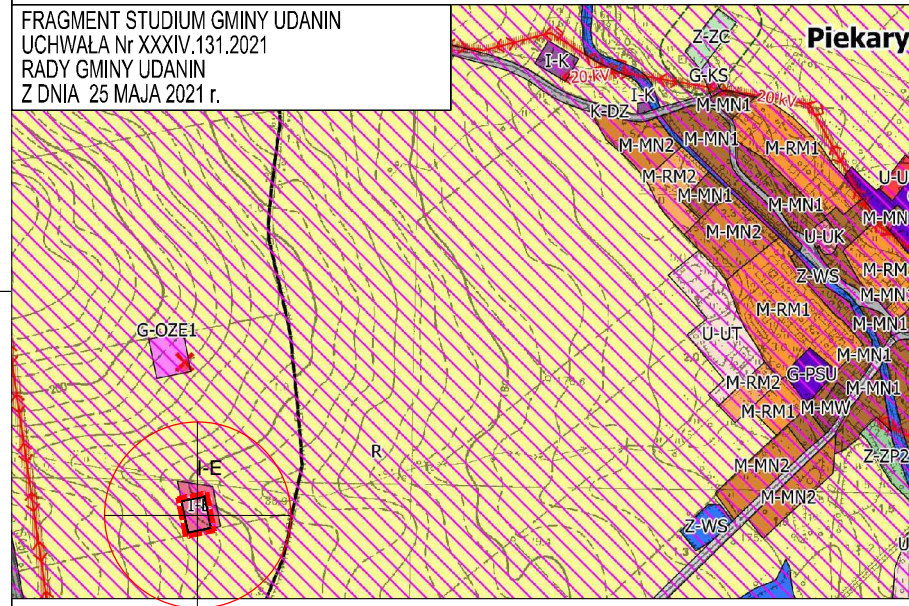 FRAGMENT STUDIUM GMINY UDANIN
UCHWAŁA Nr XXXIV.131.2021
RADY GMINY UDANIN
Z DNIA 25 MAJA 2021 r.
Piekary
Z-ZC
I-K
20 kV
G-KS
I-K
20 kV
K-DZ
M-MN1
M-MN2
M-MN1
M-RM1
M-RM2
U-U
M-MN1
M-MN1
M-MN
M-MN2
U-UK
Z-WS
M-RM
M-MN
M-RM1
M-MN1
G-OZE1
U-UT
M-MN1
M-RM2
G-PSU
M-MN1
M-RM1
M-MW
R
Z-ZP2
I-E
M-MN2
M-MN2
I-E
Z-WS
U